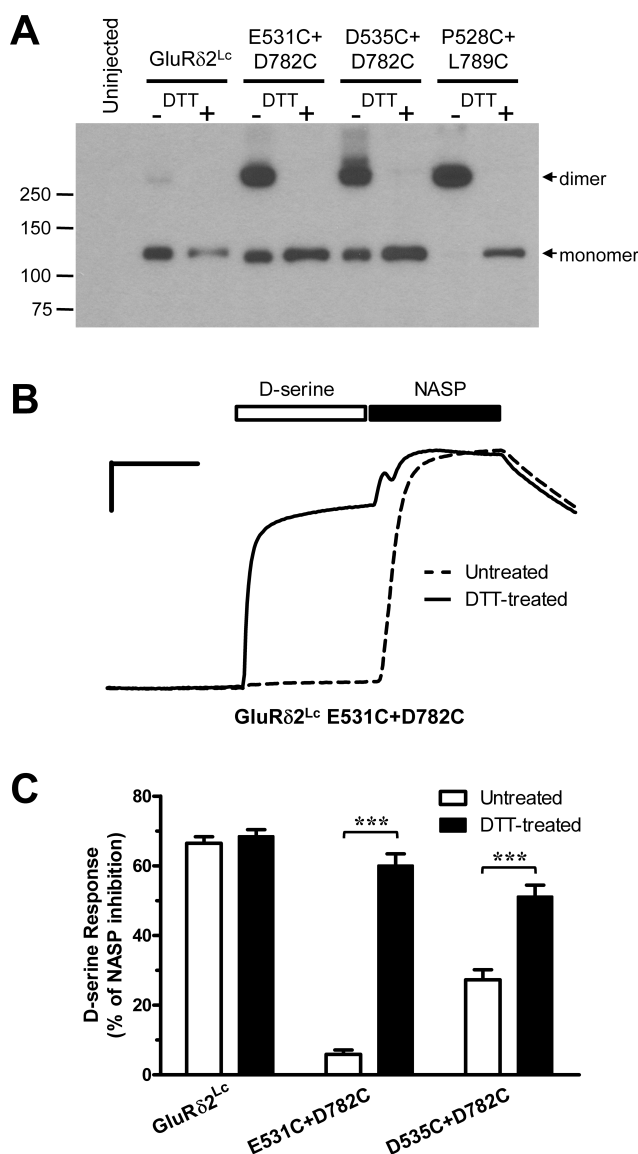 A
Uninjected
GluRδ2Lc
E531C+
D782C
D535C+
D782C
P528C+
L789C
DTT
- +
DTT
- +
DTT
- +
DTT
- +
250
150
100
75
dimer
monomer
B
D-serine
NASP
Untreated
DTT-treated
GluRδ2Lc E531C+D782C
C
Untreated
DTT-treated
D-serine Response
(% of NASP inhibition)
80
60
40
20
0
***
***
GluRδ2Lc
E531C+D782C
D535C+D782C